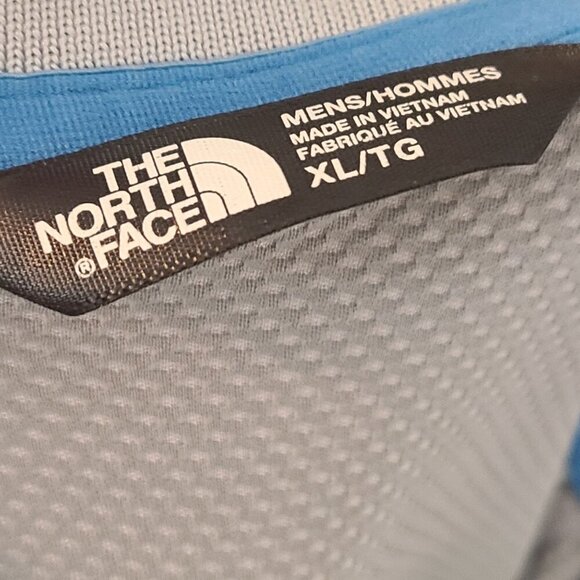 THE
NORTH
FACE®
MENS/HOMMES
MADE IN VIETNAM
FABRIQUÉ AU VIETNAM
XL/TG